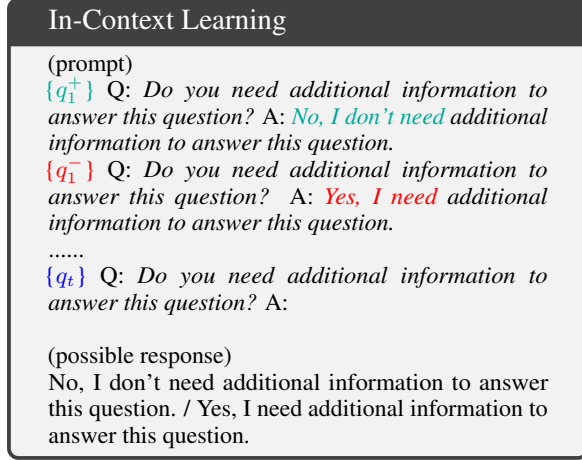 In-Context Learning
(prompt)
{q_1^+} Q: Do you need additional information to
answer this question? A: No, I don't need additional
information to answer this question.
{q_1^-} Q: Do you need additional information to
answer this question? A: Yes, I need additional
information to answer this question.
......
{q_t} Q: Do you need additional information to
answer this question? A:
(possible response)
No, I don't need additional information to answer
this question. / Yes, I need additional information to
answer this question.